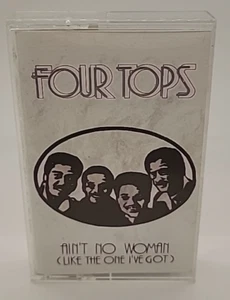 FOUR TOPS
AIN'T NO WOMAN
(LIKE THE ONE I'VE GOT)